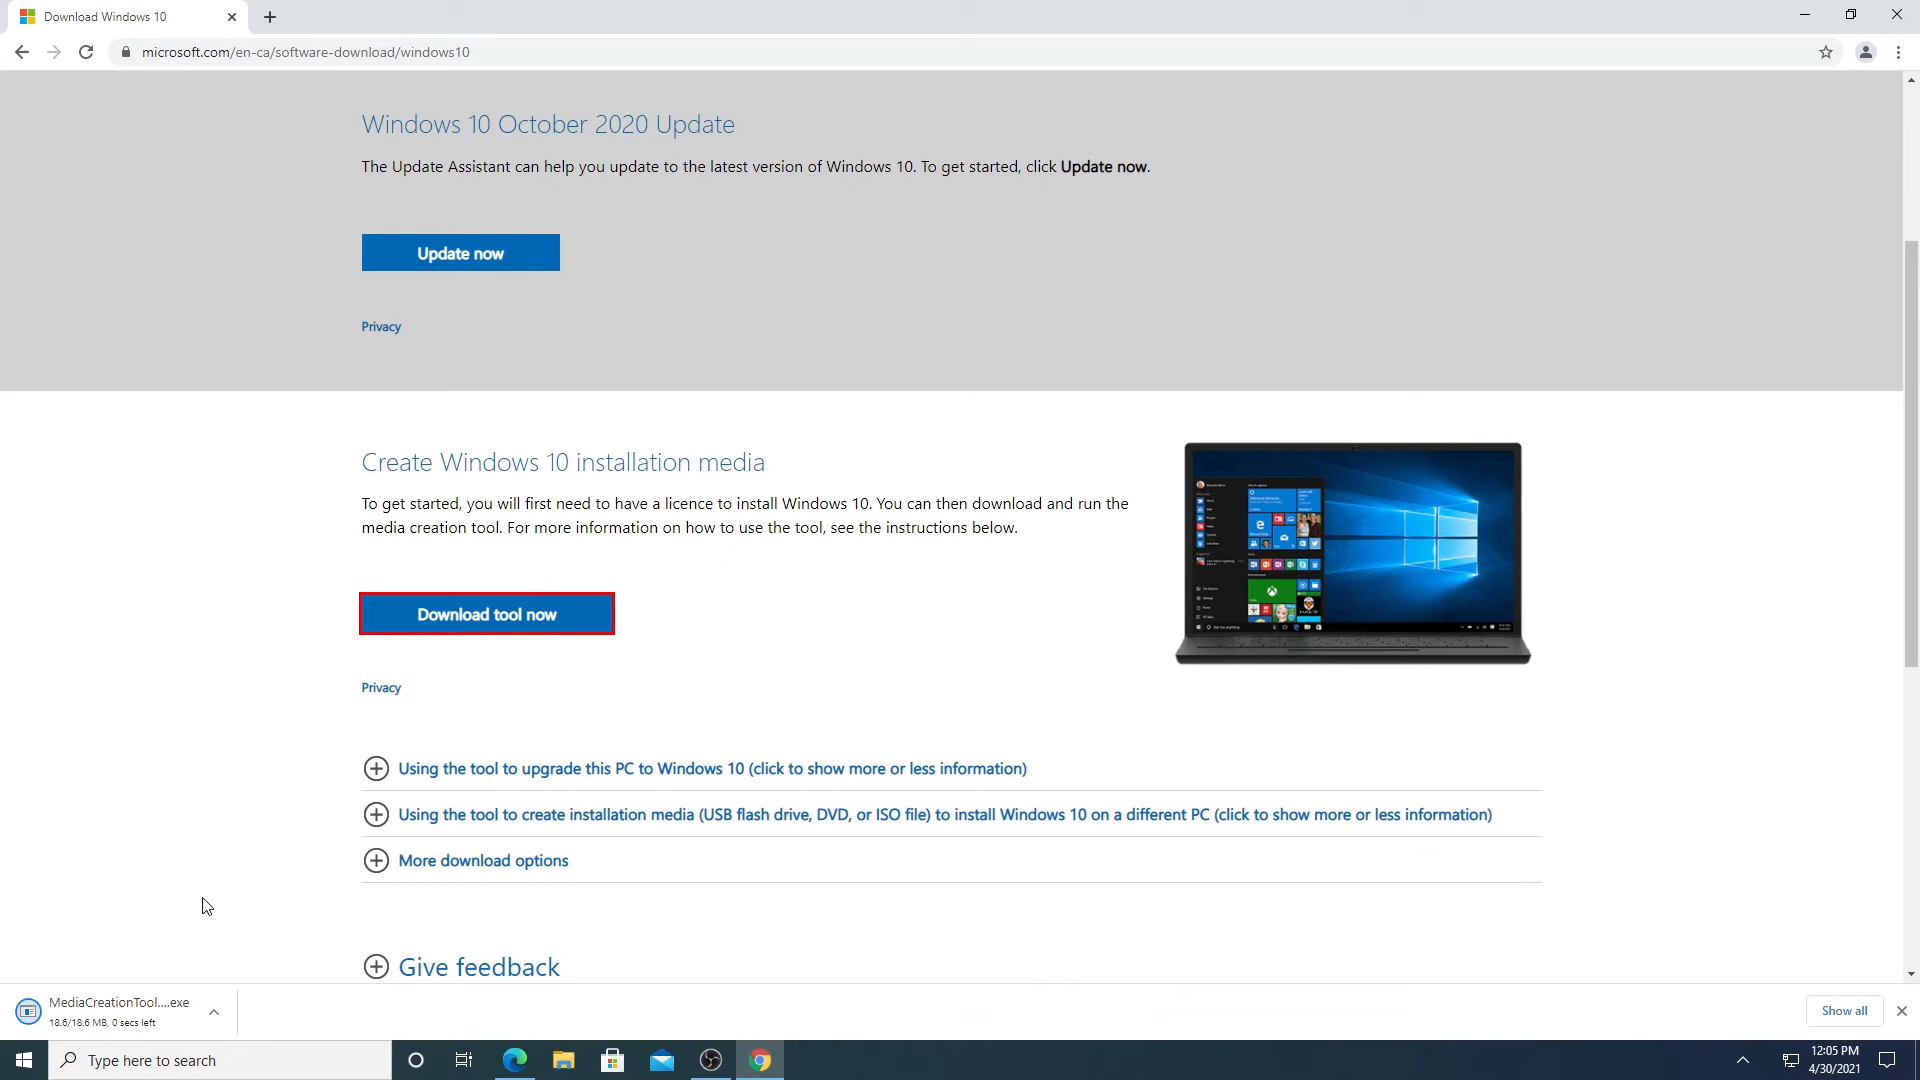 Download Windows 10
microsoft.com/en-ca/software-download/windows10
Windows 10 October 2020 Update
The Update Assistant can help you update to the latest version of Windows 10. To get started, click Update now.
Update now
Privacy
Create Windows 10 installation media
To get started, you will first need to have a licence to install Windows 10. You can then download and run the
media creation tool. For more information on how to use the tool, see the instructions below.
Download tool now
Privacy
Using the tool to upgrade this PC to Windows 10 (click to show more or less information)
Using the tool to create installation media (USB flash drive, DVD, or ISO file) to install Windows 10 on a different PC (click to show more or less information)
More download options
Give feedback
MediaCreationTool....exe
18.6/18.6 MB, 0 secs left
Show all
Type here to search
12:05 PM
4/30/2021